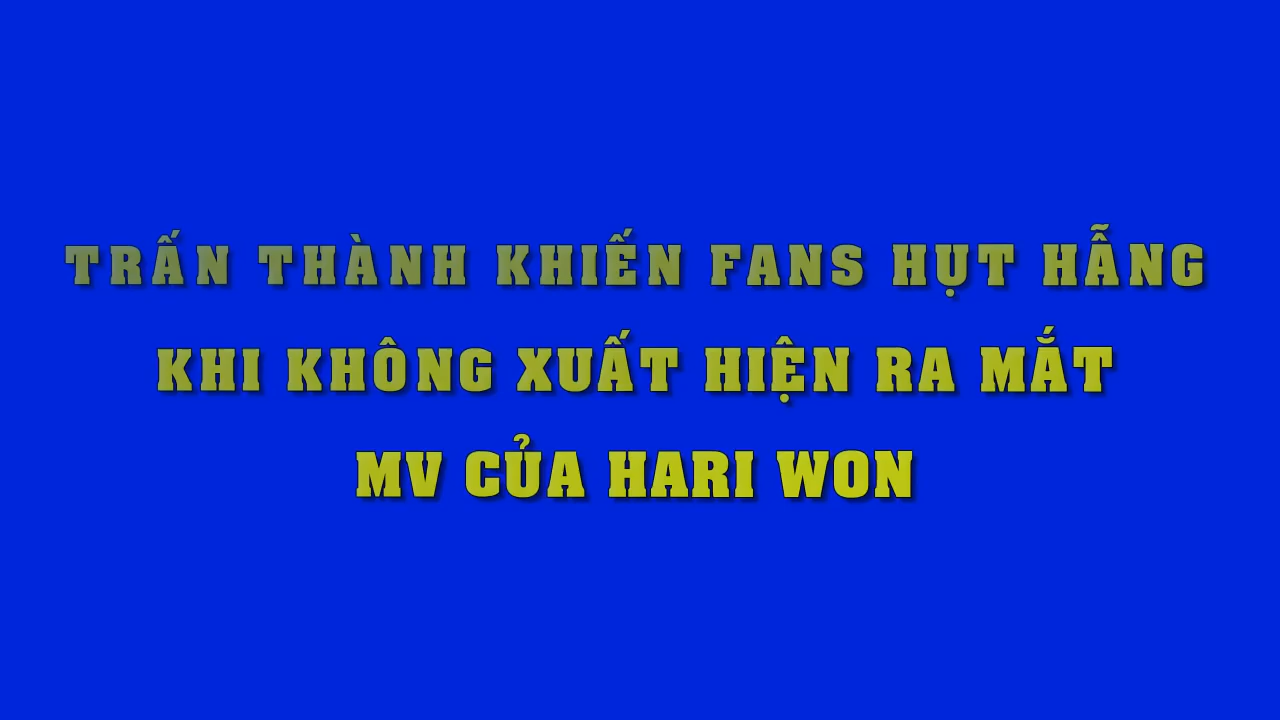 TRẤN THÀNH KHIẾN FANS HỤT HẪNG
KHI KHÔNG XUẤT HIỆN RA MẮT
MV CỦA HARI WON